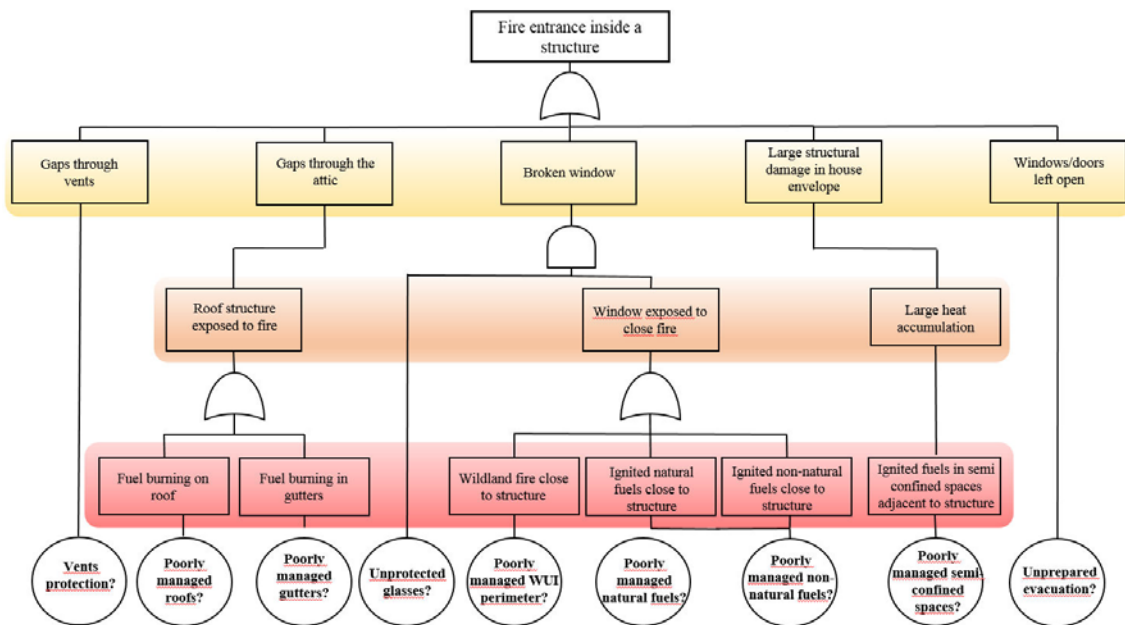 Fire entrance inside a
structure
Gaps through
vents
Gaps through the
attic
Broken window
Large structural
damage in house
envelope
Windows/doors
left open
Roof structure
exposed to fire
Window exposed to
close fire
Large heat
accumulation
Fuel burning on
roof
Fuel burning in
gutters
Wildland fire close
to structure
Ignited natural
fuels close to
structure
Ignited non-natural
fuels close to
structure
Ignited fuels in semi
confined spaces
adjacent to structure
Vents
protection?
Poorly
managed
roofs?
Poorly
managed
gutters?
Unprotected
glasses?
Poorly
managed WUI
perimeter?
Poorly
managed
natural fuels?
Poorly
managed non-
natural fuels?
Poorly
managed semi-
confined
spaces?
Unprepared
evacuation?